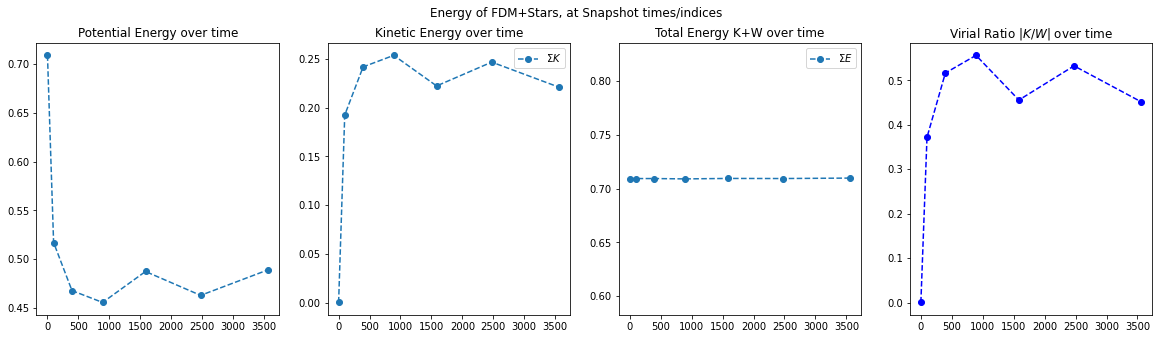 Energy of FDM+Stars, at Snapshot times/indices
Potential Energy over time
0.70
0.65
0.60
0.55
0.50
0.45
0 500 1000 1500 2000 2500 3000 3500
Kinetic Energy over time
ΣK
0.25
0.20
0.15
0.10
0.05
0.00
0 500 1000 1500 2000 2500 3000 3500
Total Energy K+W over time
ΣE
0.80
0.75
0.70
0.65
0.60
0 500 1000 1500 2000 2500 3000 3500
Virial Ratio |K/W| over time
0.5
0.4
0.3
0.2
0.1
0.0
0 500 1000 1500 2000 2500 3000 3500